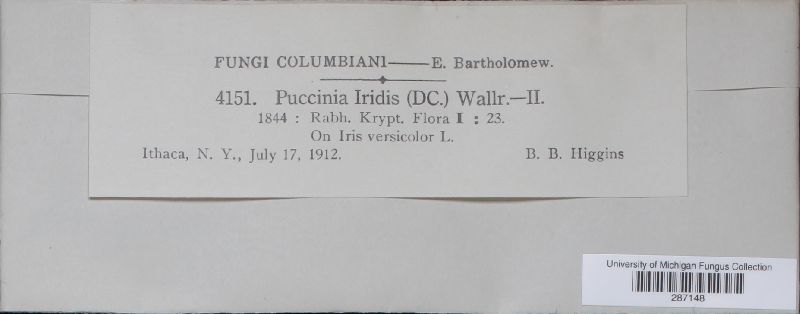 FUNGI COLUMBIANI——E. Bartholomew.
4151. Puccinia Iridis (DC.) Wallr.—II.
1844 : Rabh. Krypt. Flora I : 23.
On Iris versicolor L.
Ithaca, N. Y., July 17, 1912. B. B. Higgins
University of Michigan Fungus Collection
287148